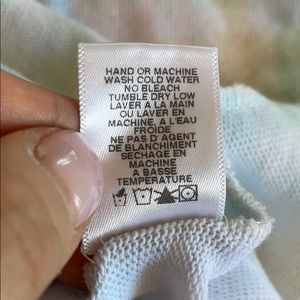 HAND OR MACHINE
WASH COLD WATER
NO BLEACH
TUMBLE DRY LOW
LAVER A LA MAIN
OU LAVER EN
MACHINE, A L'EAU
FROIDE
NE PAS D'AGENT
DE BLANCHIMENT
SECHAGE EN
MACHINE
A BASSE
TEMPERATURE